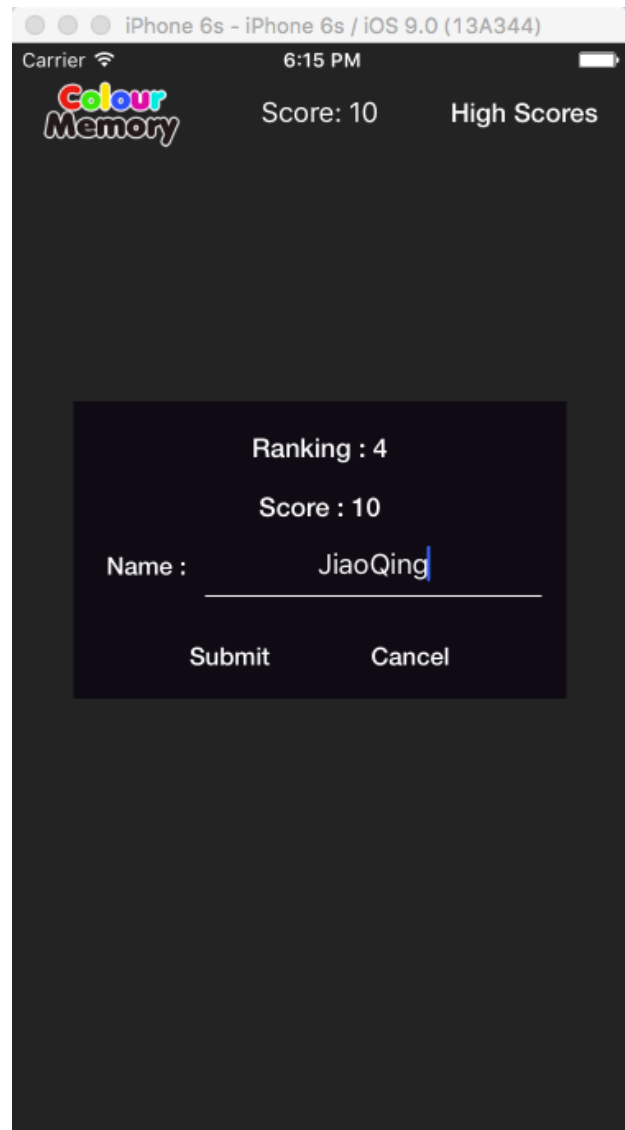 iPhone 6s - iPhone 6s / iOS 9.0 (13A344)
Carrier 6:15 PM
Colour
Memory
Score: 10
High Scores
Ranking : 4
Score : 10
Name : JiaoQing
Submit Cancel